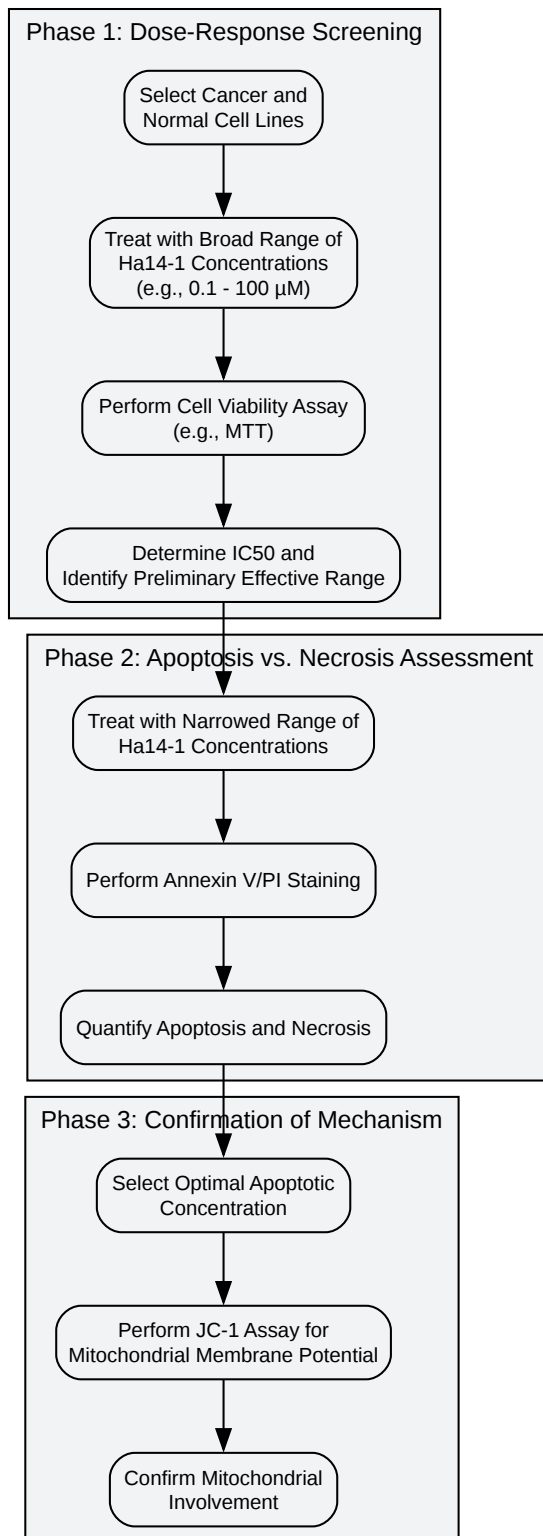 Phase 1: Dose-Response Screening
Select Cancer and
Normal Cell Lines
Treat with Broad Range of
Ha14-1 Concentrations
(e.g., 0.1 - 100 µM)
Perform Cell Viability Assay
(e.g., MTT)
Determine IC50 and
Identify Preliminary Effective Range
Phase 2: Apoptosis vs. Necrosis Assessment
Treat with Narrowed Range of
Ha14-1 Concentrations
Perform Annexin V/PI Staining
Quantify Apoptosis and Necrosis
Phase 3: Confirmation of Mechanism
Select Optimal Apoptotic
Concentration
Perform JC-1 Assay for
Mitochondrial Membrane Potential
Confirm Mitochondrial
Involvement